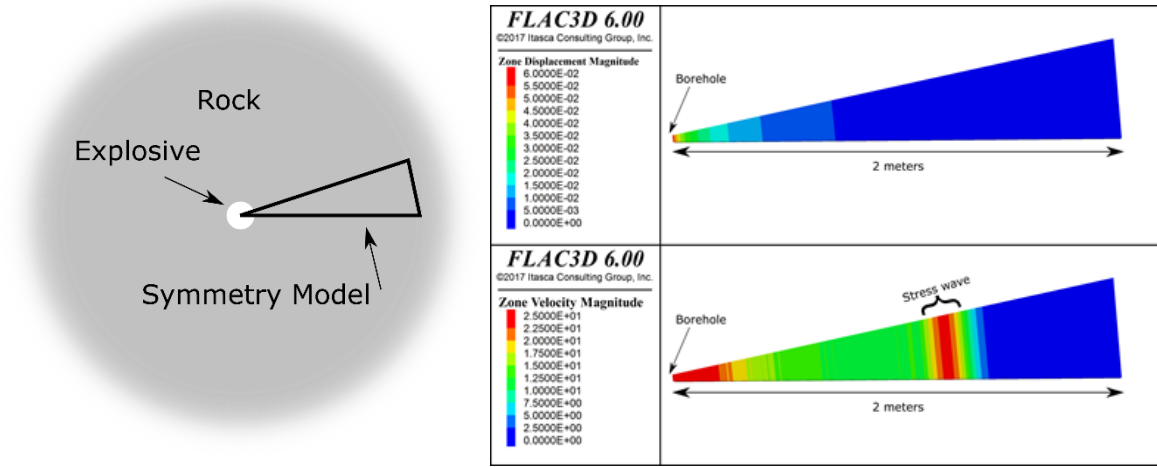 Rock
Explosive
Symmetry Model
FLAC3D 6.00
©2017 Itasca Consulting Group, Inc.
Zone Displacement Magnitude
6.0000E-02
5.5000E-02
5.0000E-02
4.5000E-02
4.0000E-02
3.5000E-02
3.0000E-02
2.5000E-02
2.0000E-02
1.5000E-02
1.0000E-02
5.0000E-03
0.0000E+00
Borehole
2 meters
FLAC3D 6.00
©2017 Itasca Consulting Group, Inc.
Zone Velocity Magnitude
2.5000E+01
2.2500E+01
2.0000E+01
1.7500E+01
1.5000E+01
1.2500E+01
1.0000E+01
7.5000E+00
5.0000E+00
2.5000E+00
0.0000E+00
Borehole
Stress wave
2 meters